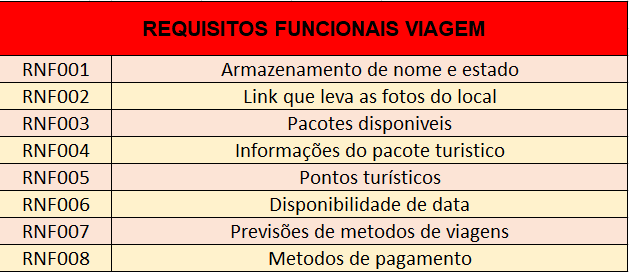 REQUISITOS FUNCIONAIS VIAGEM
RNF001 Armazenamento de nome e estado
RNF002 Link que leva as fotos do local
RNF003 Pacotes disponiveis
RNF004 Informações do pacote turistico
RNF005 Pontos turísticos
RNF006 Disponibilidade de data
RNF007 Previsões de metodos de viagens
RNF008 Metodos de pagamento